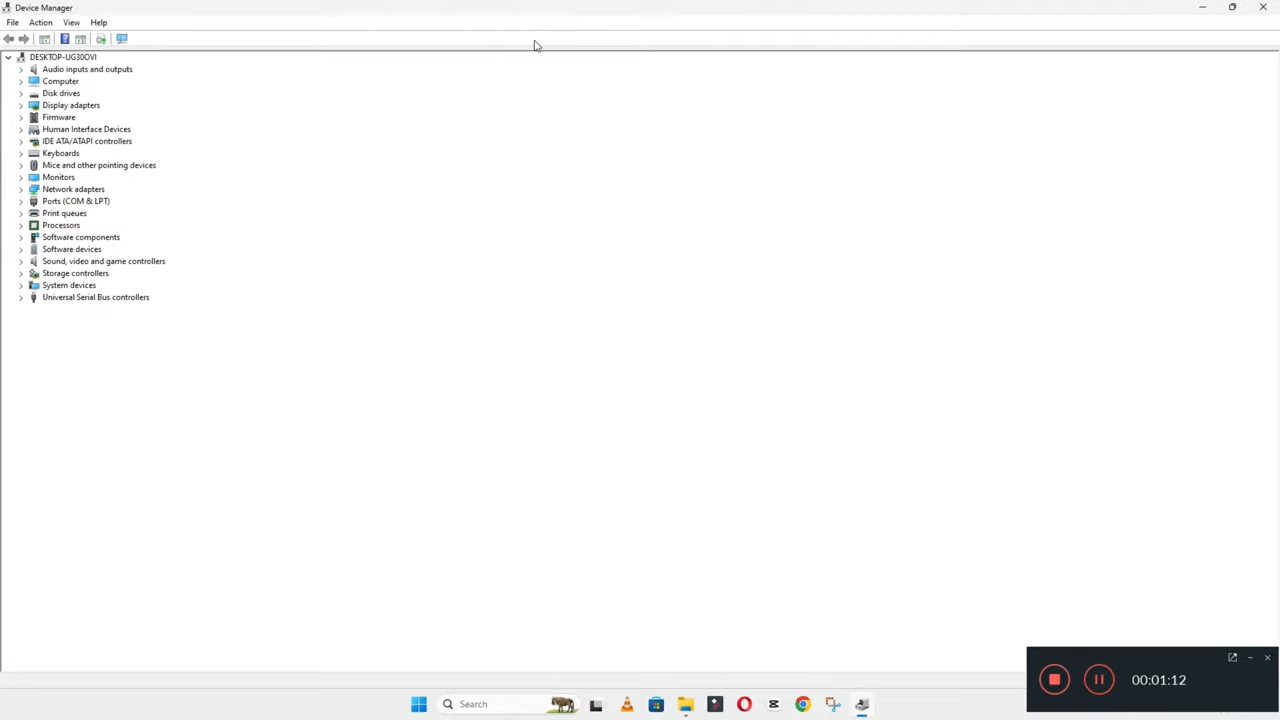 Device Manager
File Action View Help
DESKTOP-UG30OVI
Audio inputs and outputs
Computer
Disk drives
Display adapters
Firmware
Human Interface Devices
IDE ATA/ATAPI controllers
Keyboards
Mice and other pointing devices
Monitors
Network adapters
Ports (COM & LPT)
Print queues
Processors
Software components
Software devices
Sound, video and game controllers
Storage controllers
System devices
Universal Serial Bus controllers
00:01:12
Search